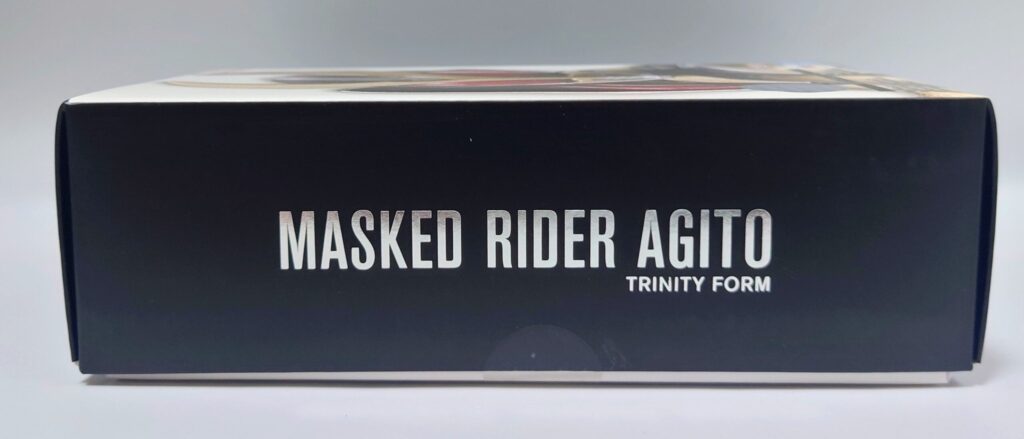 MASKED RIDER AGITO
TRINITY FORM